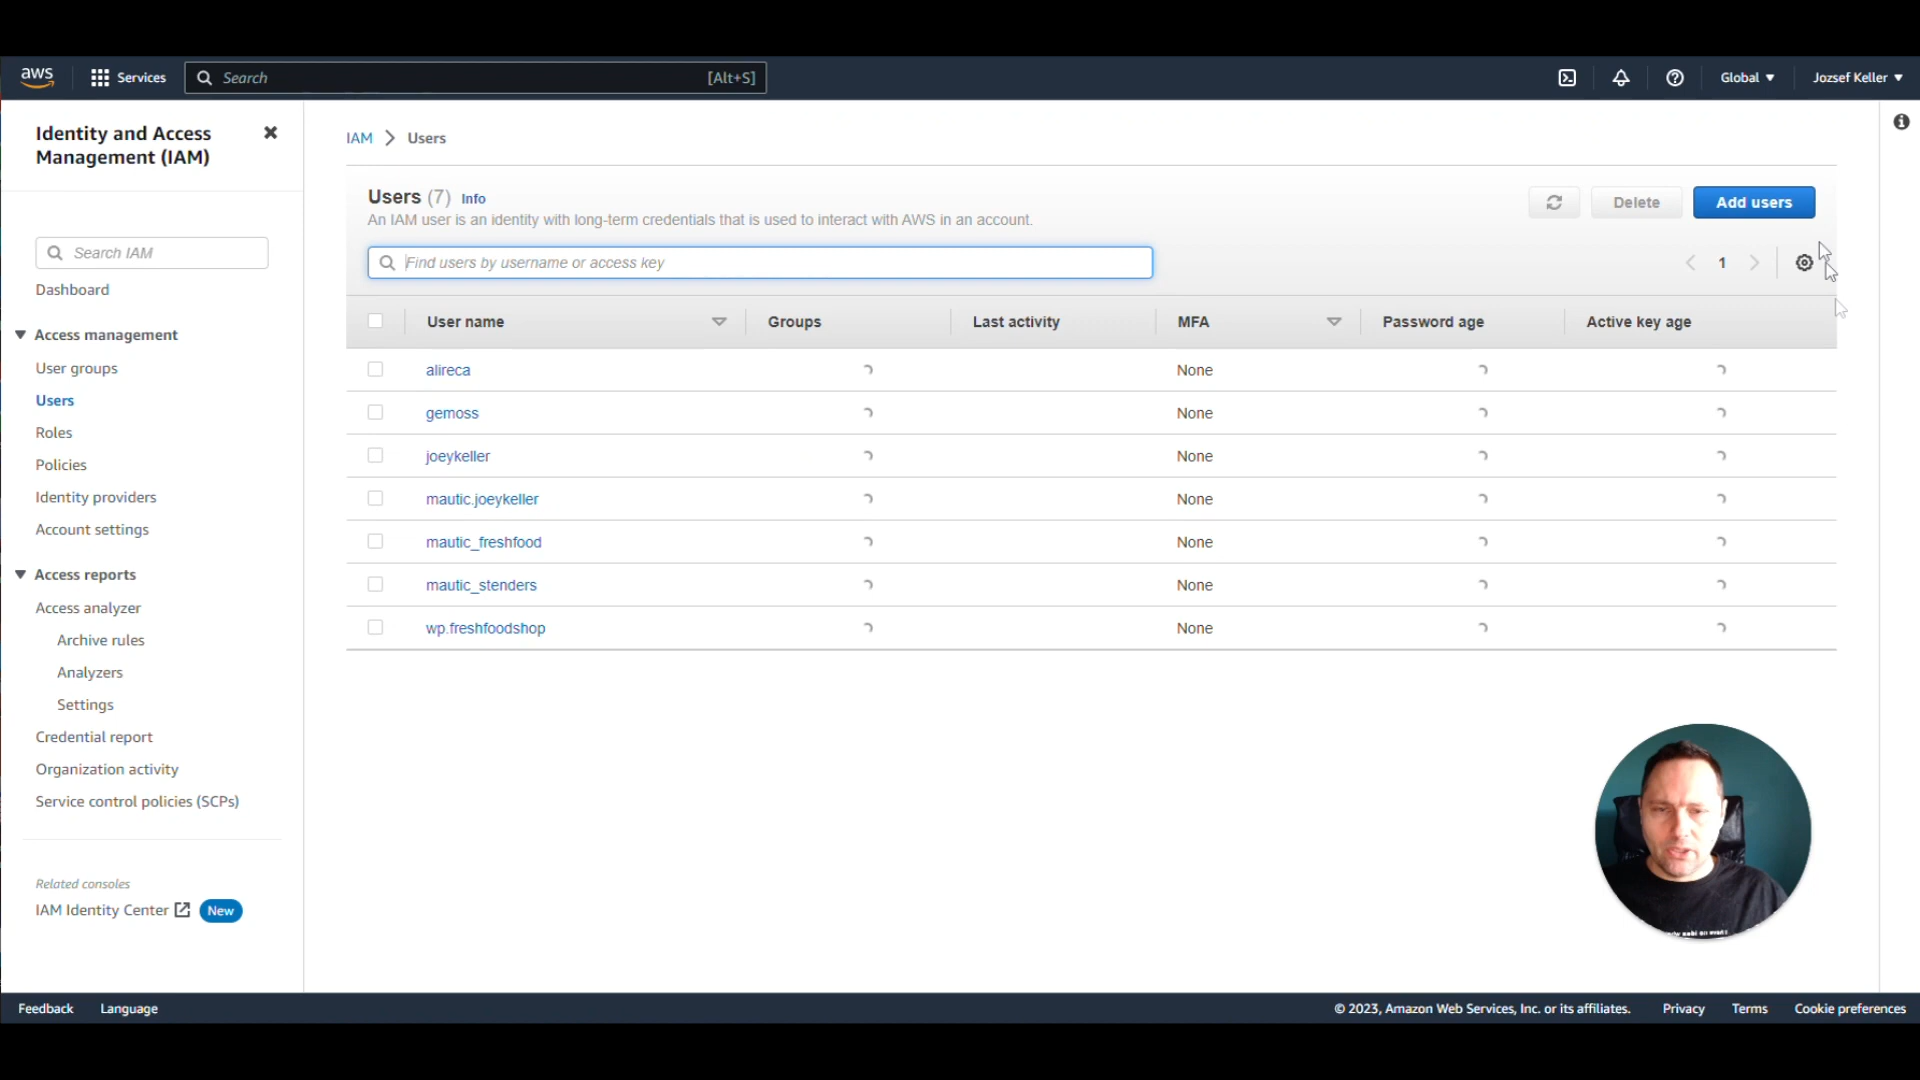 aws
Services
Search [Alt+S]
Global
Jozsef Keller
Identity and Access
Management (IAM)
Search IAM
Dashboard
Access management
User groups
Users
Roles
Policies
Identity providers
Account settings
Access reports
Access analyzer
Archive rules
Analyzers
Settings
Credential report
Organization activity
Service control policies (SCPs)
Related consoles
IAM Identity Center New
IAM > Users
Users (7) Info
An IAM user is an identity with long-term credentials that is used to interact with AWS in an account.
Delete
Add users
Find users by username or access key
1
User name Groups Last activity MFA Password age Active key age
alireca None
gemoss None
joeykeller None
mautic.joeykeller None
mautic_freshfood None
mautic_stenders None
wp.freshfoodshop None
Feedback Language © 2023, Amazon Web Services, Inc. or its affiliates. Privacy Terms Cookie preferences